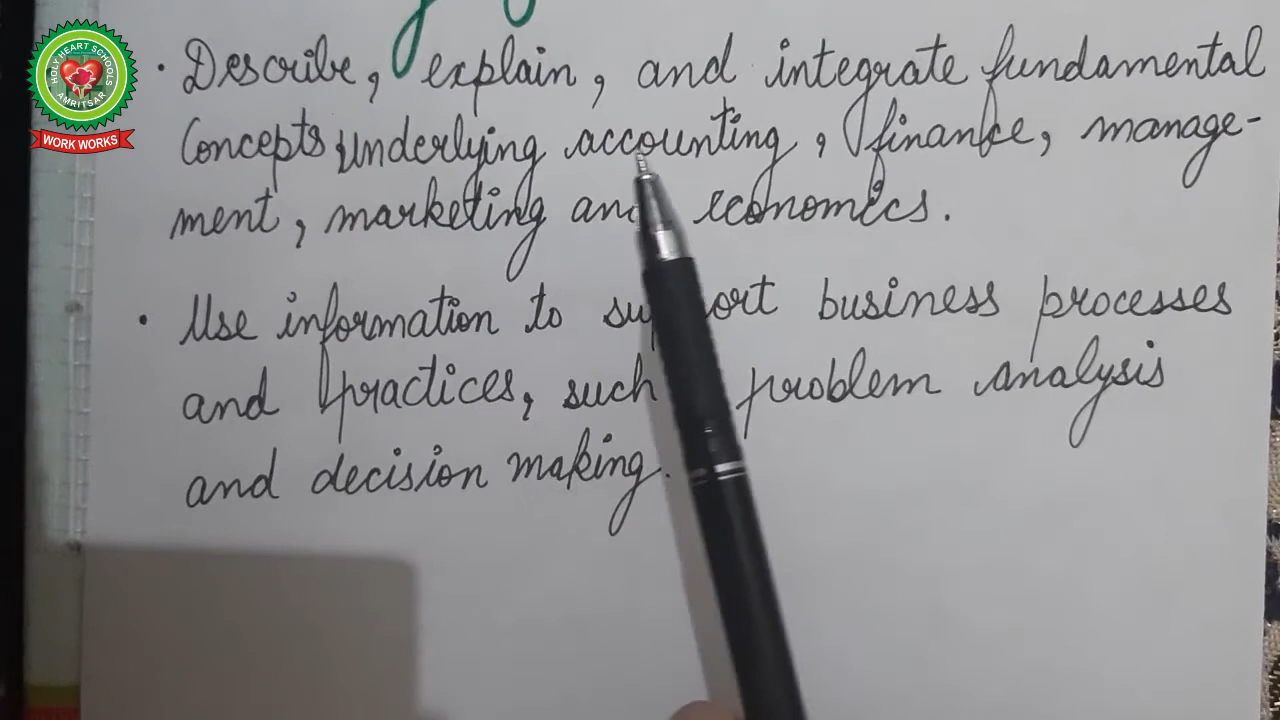 HOLY HEART SCHOOLS
AMRITSAR
WORK WORKS
• Describe, explain, and integrate fundamental
Concepts underlying accounting, finance, manage-
ment, marketing and economics.
• Use information to support business processes
and practices, such problem analysis
and decision making.